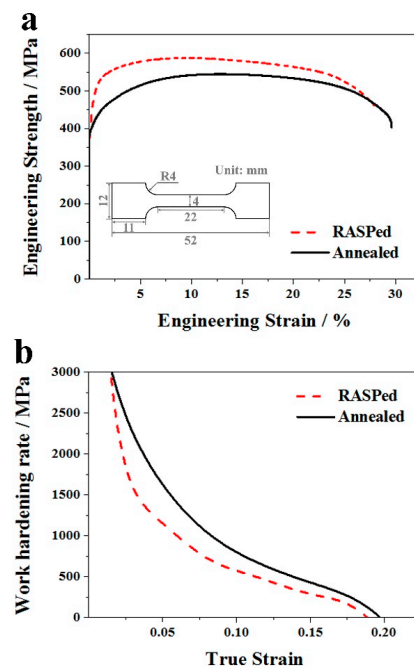 a
Engineering Strength / MPa
600
500
400
300
200
100
0
R4
Unit: mm
12
4
22
11
52
RASPed
Annealed
5
10
15
20
25
30
Engineering Strain / %
b
Work hardening rate / MPa
3000
2500
2000
1500
1000
500
0
RASPed
Annealed
0.05
0.10
0.15
0.20
True Strain